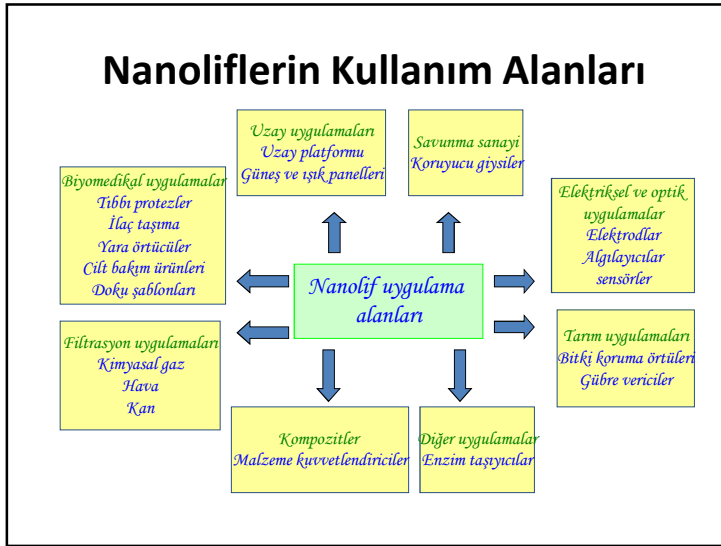 Nanoliflerin Kullanım Alanları
Uzay uygulamaları
Uzay platformu
Güneş ve ışık panelleri
Savunma sanayi
Koruyucu giysiler
Biyomedikal uygulamalar
Tıbbı protezler
İlaç taşıma
Yara örtücüler
Cilt bakım ürünleri
Doku şablonları
Elektriksel ve optik
uygulamalar
Elektrodlar
Algılayıcılar
sensörler
Nanolif uygulama
alanları
Filtrasyon uygulamaları
Kimyasal gaz
Hava
Kan
Tarım uygulamaları
Bitki koruma örtüleri
Gübre vericiler
Kompozitler
Malzeme kuvvetlendiriciler
Diğer uygulamalar
Enzim taşıyıcılar